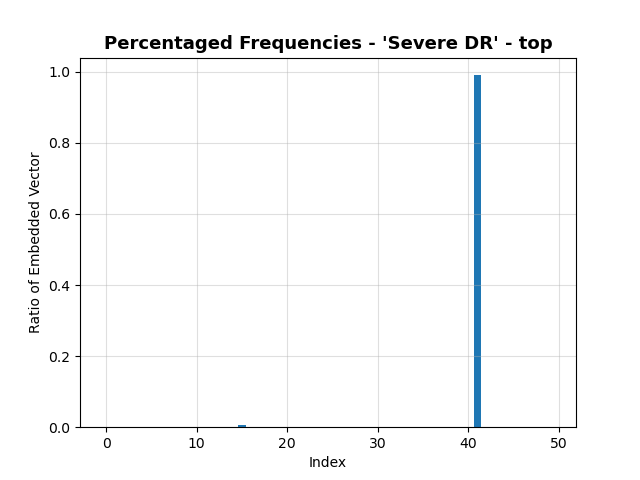 Percentaged Frequencies - 'Severe DR' - top
1.0
0.8
0.6
0.4
0.2
0.0
Ratio of Embedded Vector
0 10 20 30 40 50
Index